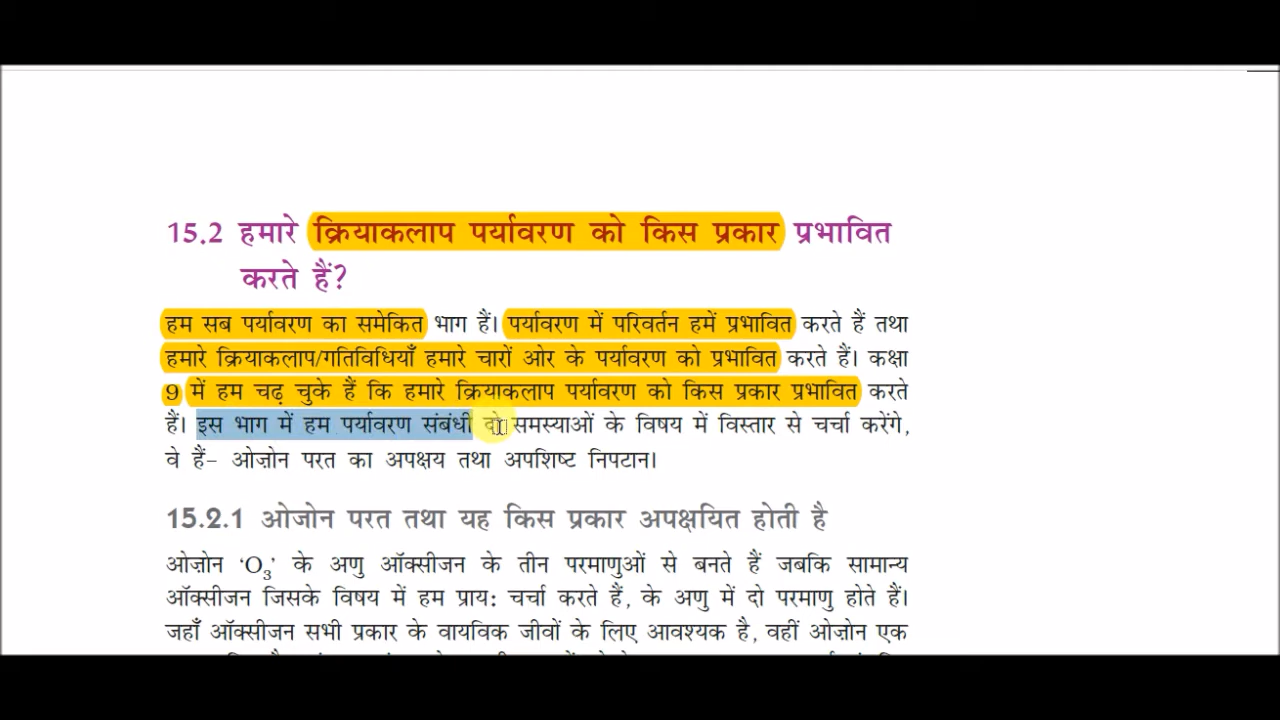 15.2 हमारे क्रियाकलाप पर्यावरण को किस प्रकार प्रभावित
करते हैं?
हम सब पर्यावरण का समेकित भाग हैं। पर्यावरण में परिवर्तन हमें प्रभावित करते हैं तथा
हमारे क्रियाकलाप/गतिविधियाँ हमारे चारों ओर के पर्यावरण को प्रभावित करते हैं। कक्षा
9 में हम चढ़ चुके हैं कि हमारे क्रियाकलाप पर्यावरण को किस प्रकार प्रभावित करते
हैं। इस भाग में हम पर्यावरण संबंधी दो समस्याओं के विषय में विस्तार से चर्चा करेंगे,
वे हैं– ओज़ोन परत का अपक्षय तथा अपशिष्ट निपटान।
15.2.1 ओजोन परत तथा यह किस प्रकार अपक्षयित होती है
ओज़ोन ‘O₃’ के अणु ऑक्सीजन के तीन परमाणुओं से बनते हैं जबकि सामान्य
ऑक्सीजन जिसके विषय में हम प्राय: चर्चा करते हैं, के अणु में दो परमाणु होते हैं।
जहाँ ऑक्सीजन सभी प्रकार के वायविक जीवों के लिए आवश्यक है, वहीं ओज़ोन एक